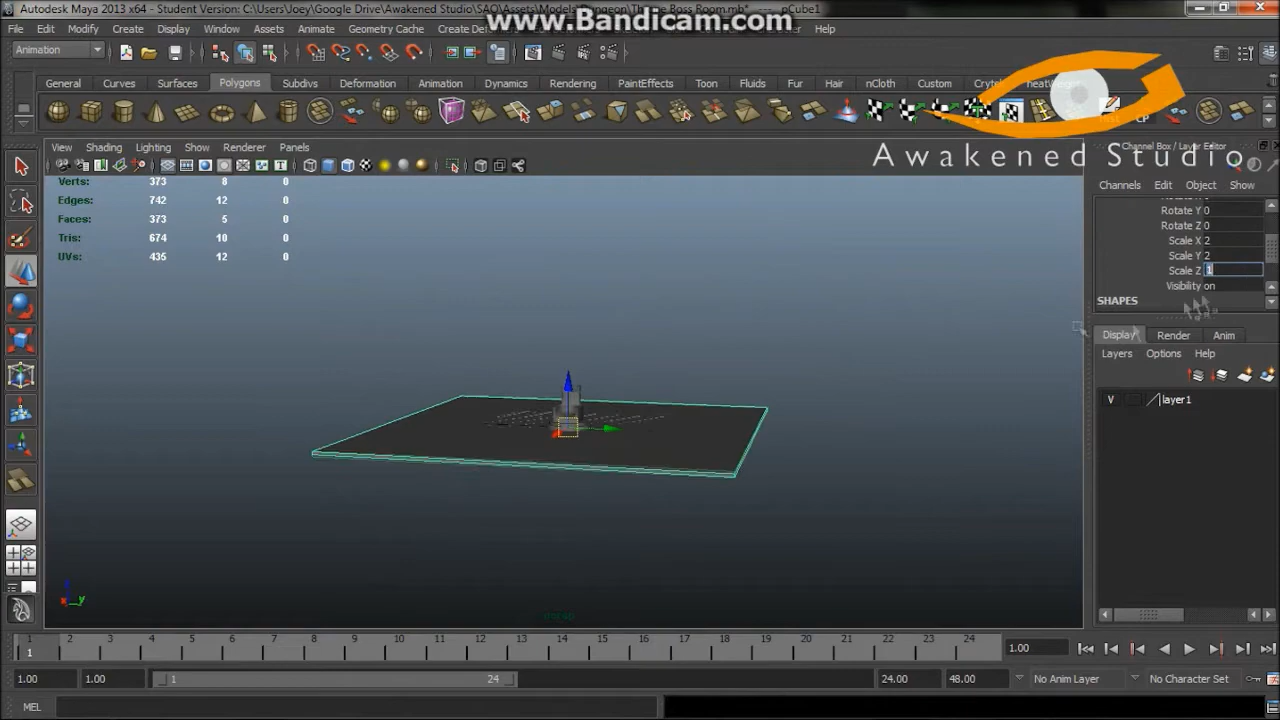 Autodesk Maya 2013 x64 - Student Version: C:\Users\Joey\Google Drive\Awakened Studio\SAO\Assets\Models\Dungeon\Throne Boss Room.mb* --- pCube1
www.Bandicam.com
File Edit Modify Create Display Window Assets Animate Geometry Cache Create Def Help
Animation
General Curves Surfaces Polygons Subdivs Deformation Animation Dynamics Rendering PaintEffects Toon Fluids Fur Hair nCloth Custom
CP
View Shading Lighting Show Renderer Panels
Awakened Studio
Channel Box / Layer Editor
Channels Edit Object Show
Verts: 373 8 0
Edges: 742 12 0
Faces: 373 5 0
Tris: 674 10 0
UVs: 436 12 0
Rotate Y 0
Rotate Z 0
Scale X 2
Scale Y 2
Scale Z 1
Visibility on
SHAPES
Display Render Anim
Layers Options Help
V layer1
y
persp
1 2 3 4 5 6 7 8 9 10 11 12 13 14 15 16 17 18 19 20 21 22 23 24
1 1.00
1.00 1.00 1 24 24.00 48.00 No Anim Layer No Character Set
MEL